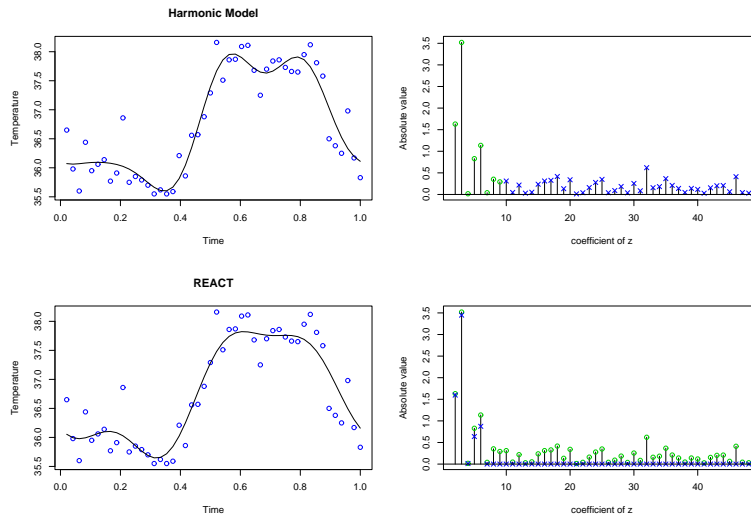 Harmonic Model
Temperature
35.5 36.0 36.5 37.0 37.5 38.0
0.0 0.2 0.4 0.6 0.8 1.0
Time
Absolute value
0.0 0.5 1.0 1.5 2.0 2.5 3.0 3.5
10 20 30 40
coefficient of z
REACT
Temperature
35.5 36.0 36.5 37.0 37.5 38.0
0.0 0.2 0.4 0.6 0.8 1.0
Time
Absolute value
0.0 0.5 1.0 1.5 2.0 2.5 3.0 3.5
10 20 30 40
coefficient of z